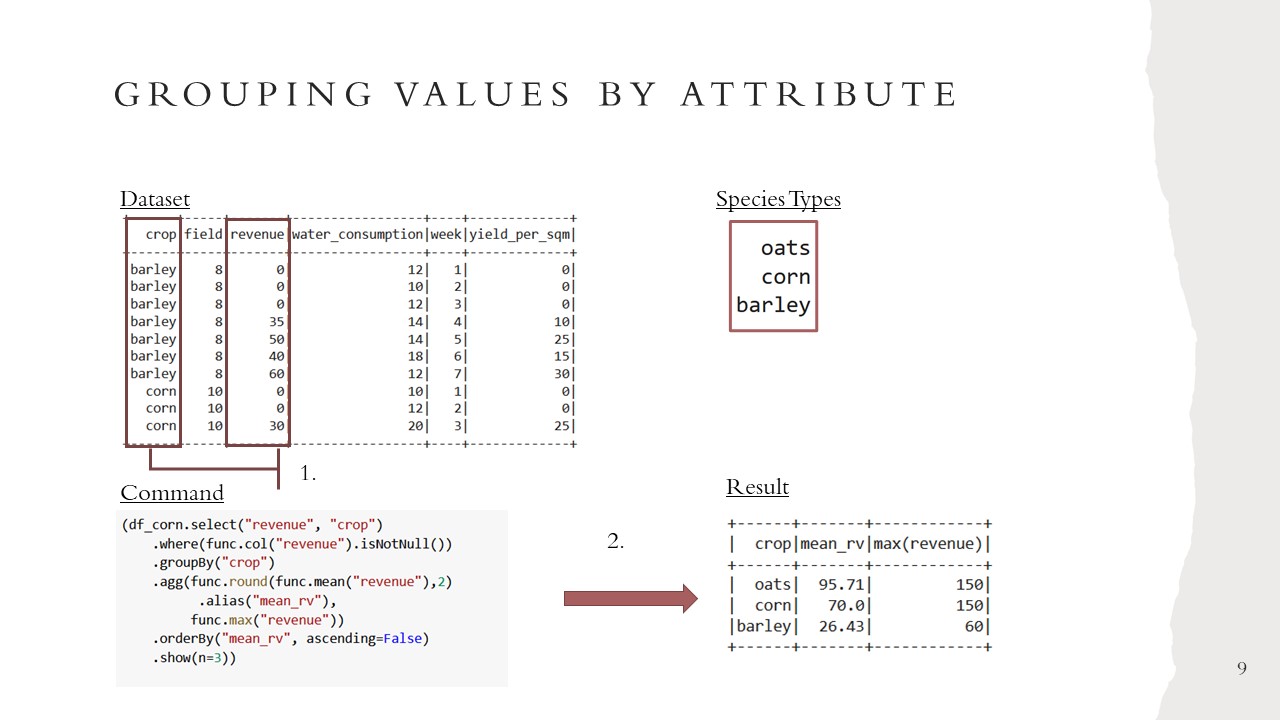 GROUPING VALUES BY ATTRIBUTE
Dataset
+------+-----+-------+-----------------+----+-------------+
crop|field|revenue|water_consumption|week|yield_per_sqm|
+------+-----+-------+-----------------+----+-------------+
barley 8 0 12| 1| 0|
barley 8 0 10| 2| 0|
barley 8 0 12| 3| 0|
barley 8 35 14| 4| 10|
barley 8 50 14| 5| 25|
barley 8 40 18| 6| 15|
barley 8 60 12| 7| 30|
corn 10 0 10| 1| 0|
corn 10 0 12| 2| 0|
corn 10 30 20| 3| 25|
+------+-----+-------+-----------------+----+-------------+
1.
Species Types
oats
corn
barley
Command
(df_corn.select("revenue", "crop")
.where(func.col("revenue").isNotNull())
.groupBy("crop")
.agg(func.round(func.mean("revenue"),2)
.alias("mean_rv"),
func.max("revenue"))
.orderBy("mean_rv", ascending=False)
.show(n=3))
2.
Result
+------+-------+------------+
| crop|mean_rv|max(revenue)|
+------+-------+------------+
| oats| 95.71| 150|
| corn| 70.0| 150|
|barley| 26.43| 60|
+------+-------+------------+
9